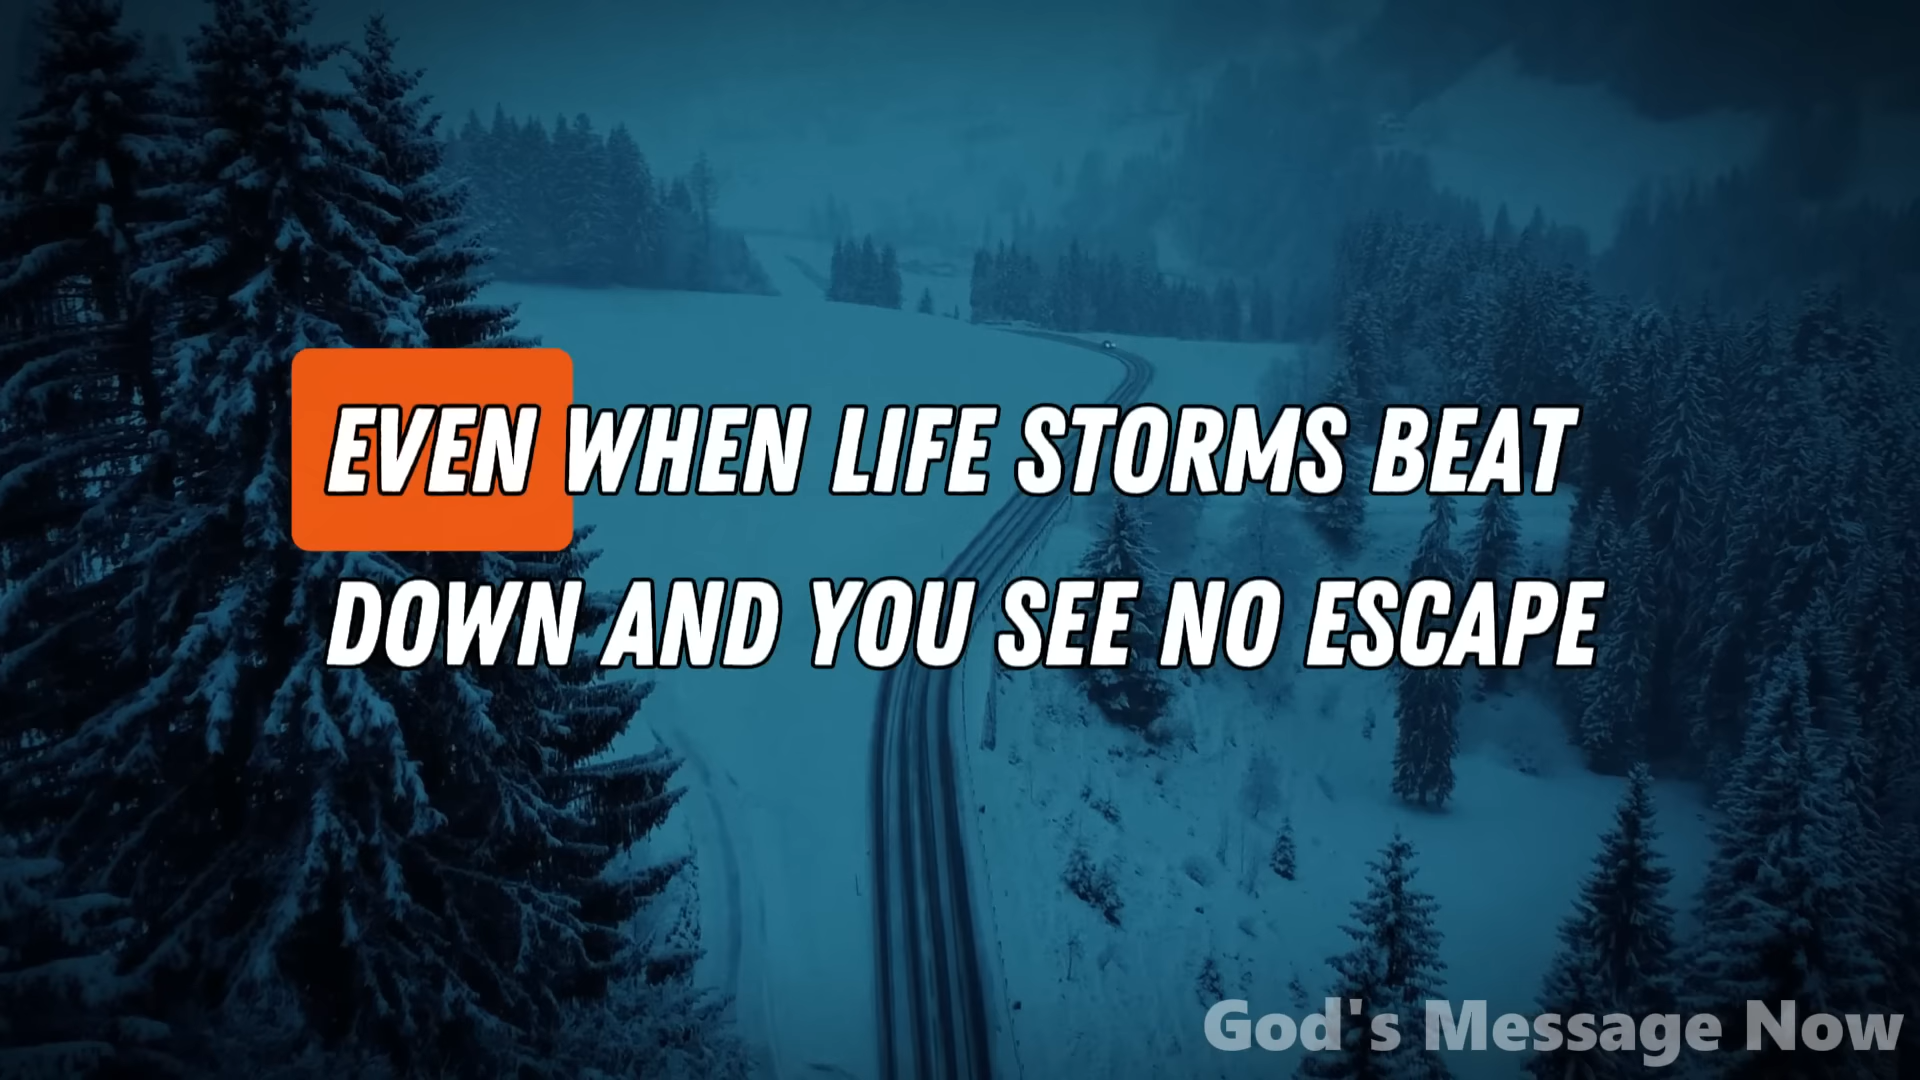 EVEN WHEN LIFE STORMS BEAT
DOWN AND YOU SEE NO ESCAPE
God's Message Now